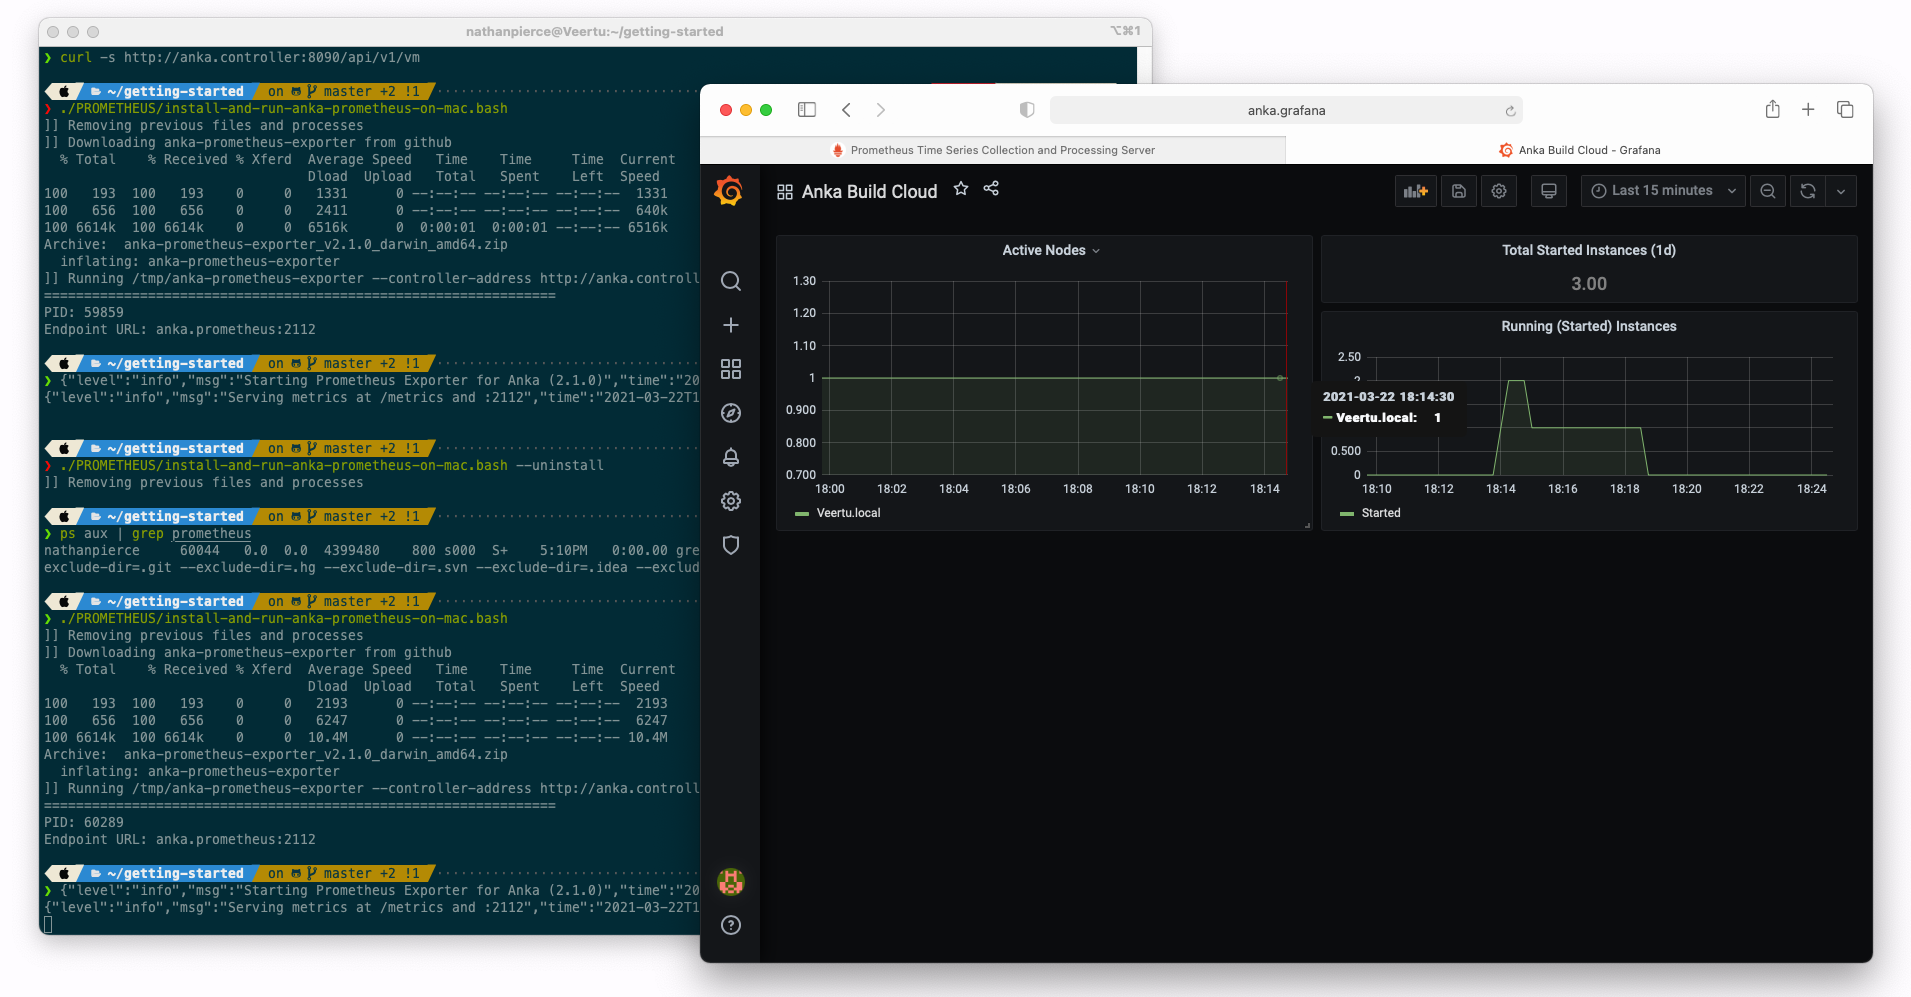 nathanpierce@Veertu:~/getting-started
⌥⌘1
❯ curl -s http://anka.controller:8090/api/v1/vm
~/getting-started on master +2 !1
❯ ./PROMETHEUS/install-and-run-anka-prometheus-on-mac.bash
]] Removing previous files and processes
]] Downloading anka-prometheus-exporter from github
% Total % Received % Xferd Average Speed Time Time Time Current
Dload Upload Total Spent Left Speed
100 193 100 193 0 0 1331 0 --:--:-- --:--:-- --:--:-- 1331
100 656 100 656 0 0 2411 0 --:--:-- --:--:-- --:--:-- 640k
100 6614k 100 6614k 0 0 6516k 0 0:00:01 0:00:01 --:--:-- 6516k
Archive: anka-prometheus-exporter_v2.1.0_darwin_amd64.zip
inflating: anka-prometheus-exporter
]] Running /tmp/anka-prometheus-exporter --controller-address http://anka.controll
================================================================
PID: 59859
Endpoint URL: anka.prometheus:2112
~/getting-started on master +2 !1
❯ {"level":"info","msg":"Starting Prometheus Exporter for Anka (2.1.0)","time":"20
{"level":"info","msg":"Serving metrics at /metrics and :2112","time":"2021-03-22T1
~/getting-started on master +2 !1
❯ ./PROMETHEUS/install-and-run-anka-prometheus-on-mac.bash --uninstall
]] Removing previous files and processes
~/getting-started on master +2 !1
❯ ps aux | grep prometheus
nathanpierce 60044 0.0 0.0 4399480 800 s000 S+ 5:10PM 0:00.00 gre
exclude-dir=.git --exclude-dir=.hg --exclude-dir=.svn --exclude-dir=.idea --exclud
~/getting-started on master +2 !1
❯ ./PROMETHEUS/install-and-run-anka-prometheus-on-mac.bash
]] Removing previous files and processes
]] Downloading anka-prometheus-exporter from github
% Total % Received % Xferd Average Speed Time Time Time Current
Dload Upload Total Spent Left Speed
100 193 100 193 0 0 2193 0 --:--:-- --:--:-- --:--:-- 2193
100 656 100 656 0 0 6247 0 --:--:-- --:--:-- --:--:-- 6247
100 6614k 100 6614k 0 0 10.4M 0 --:--:-- --:--:-- --:--:-- 10.4M
Archive: anka-prometheus-exporter_v2.1.0_darwin_amd64.zip
inflating: anka-prometheus-exporter
]] Running /tmp/anka-prometheus-exporter --controller-address http://anka.controll
================================================================
PID: 60289
Endpoint URL: anka.prometheus:2112
~/getting-started on master +2 !1
❯ {"level":"info","msg":"Starting Prometheus Exporter for Anka (2.1.0)","time":"20
{"level":"info","msg":"Serving metrics at /metrics and :2112","time":"2021-03-22T1
anka.grafana
Prometheus Time Series Collection and Processing Server
Anka Build Cloud - Grafana
Anka Build Cloud
Last 15 minutes
Active Nodes
1.30
1.20
1.10
1
0.900
0.800
0.700
18:00 18:02 18:04 18:06 18:08 18:10 18:12 18:14
Veertu.local
Total Started Instances (1d)
3.00
Running (Started) Instances
2.50
2
2021-03-22 18:14:30
Veertu.local: 1
0.500
0
18:10 18:12 18:14 18:16 18:18 18:20 18:22 18:24
Started